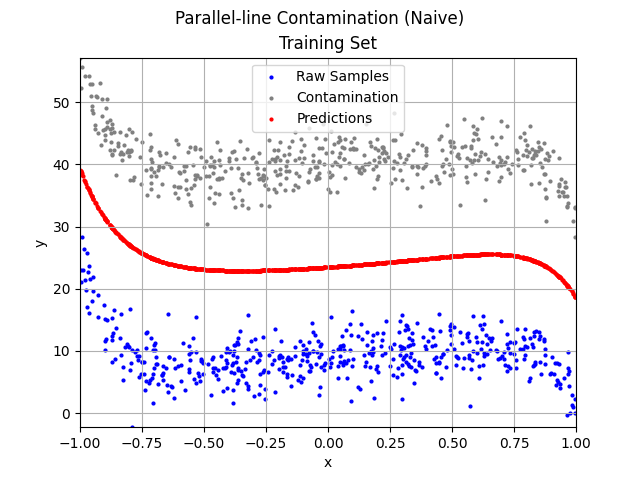 Parallel-line Contamination (Naive)
Training Set
Raw Samples
Contamination
Predictions
y
50
40
30
20
10
0
−1.00 −0.75 −0.50 −0.25 0.00 0.25 0.50 0.75 1.00
x